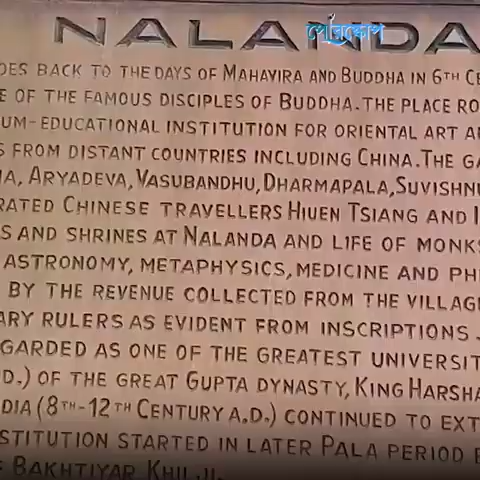 NALANDA
পেরিস্কোপ
OES BACK TO THE DAYS OF MAHAVIRA AND BUDDHA IN 6TH CE
E OF THE FAMOUS DISCIPLES OF BUDDHA. THE PLACE RO
UM-EDUCATIONAL INSTITUTION FOR ORIENTAL ART A
S FROM DISTANT COUNTRIES INCLUDING CHINA. THE GA
NA, ARYADEVA, VASUBANDHU, DHARMAPALA, SUVISHNU
RATED CHINESE TRAVELLERS HIUEN TSIANG AND I
S AND SHRINES AT NALANDA AND LIFE OF MONKS
ASTRONOMY, METAPHYSICS, MEDICINE AND PHI
BY THE REVENUE COLLECTED FROM THE VILLAG
ARY RULERS AS EVIDENT FROM INSCRIPTIONS.
GARDED AS ONE OF THE GREATEST UNIVERSIT
D.) OF THE GREAT GUPTA DYNASTY, KING HARSHA
DIA (8TH-12TH CENTURY A.D.) CONTINUED TO EXT
STITUTION STARTED IN LATER PALA PERIOD B
F BAKHTIYAR KHILJI.